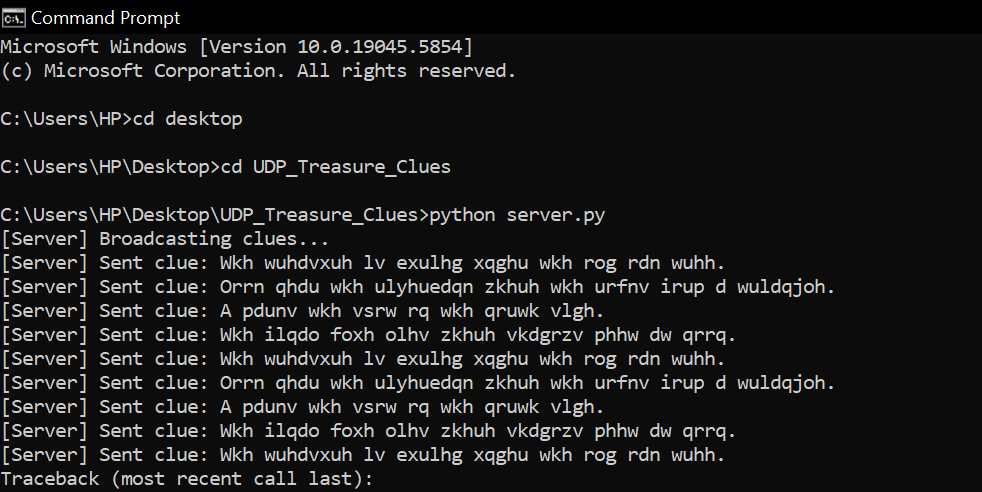 Command Prompt
Microsoft Windows [Version 10.0.19045.5854]
(c) Microsoft Corporation. All rights reserved.
C:\Users\HP>cd desktop
C:\Users\HP\Desktop>cd UDP_Treasure_Clues
C:\Users\HP\Desktop\UDP_Treasure_Clues>python server.py
[Server] Broadcasting clues...
[Server] Sent clue: Wkh wuhdvxuh lv exulhg xqghu wkh rog rdn wuhh.
[Server] Sent clue: Orrn qhdu wkh ulyhuedqn zkhuh wkh urfnv irup d wuldqjoh.
[Server] Sent clue: A pdunv wkh vsrw rq wkh qruwk vlgh.
[Server] Sent clue: Wkh ilqdo foxh olhv zkhuh vkdgrzv phhw dw qrrq.
[Server] Sent clue: Wkh wuhdvxuh lv exulhg xqghu wkh rog rdn wuhh.
[Server] Sent clue: Orrn qhdu wkh ulyhuedqn zkhuh wkh urfnv irup d wuldqjoh.
[Server] Sent clue: A pdunv wkh vsrw rq wkh qruwk vlgh.
[Server] Sent clue: Wkh ilqdo foxh olhv zkhuh vkdgrzv phhw dw qrrq.
[Server] Sent clue: Wkh wuhdvxuh lv exulhg xqghu wkh rog rdn wuhh.
Traceback (most recent call last):